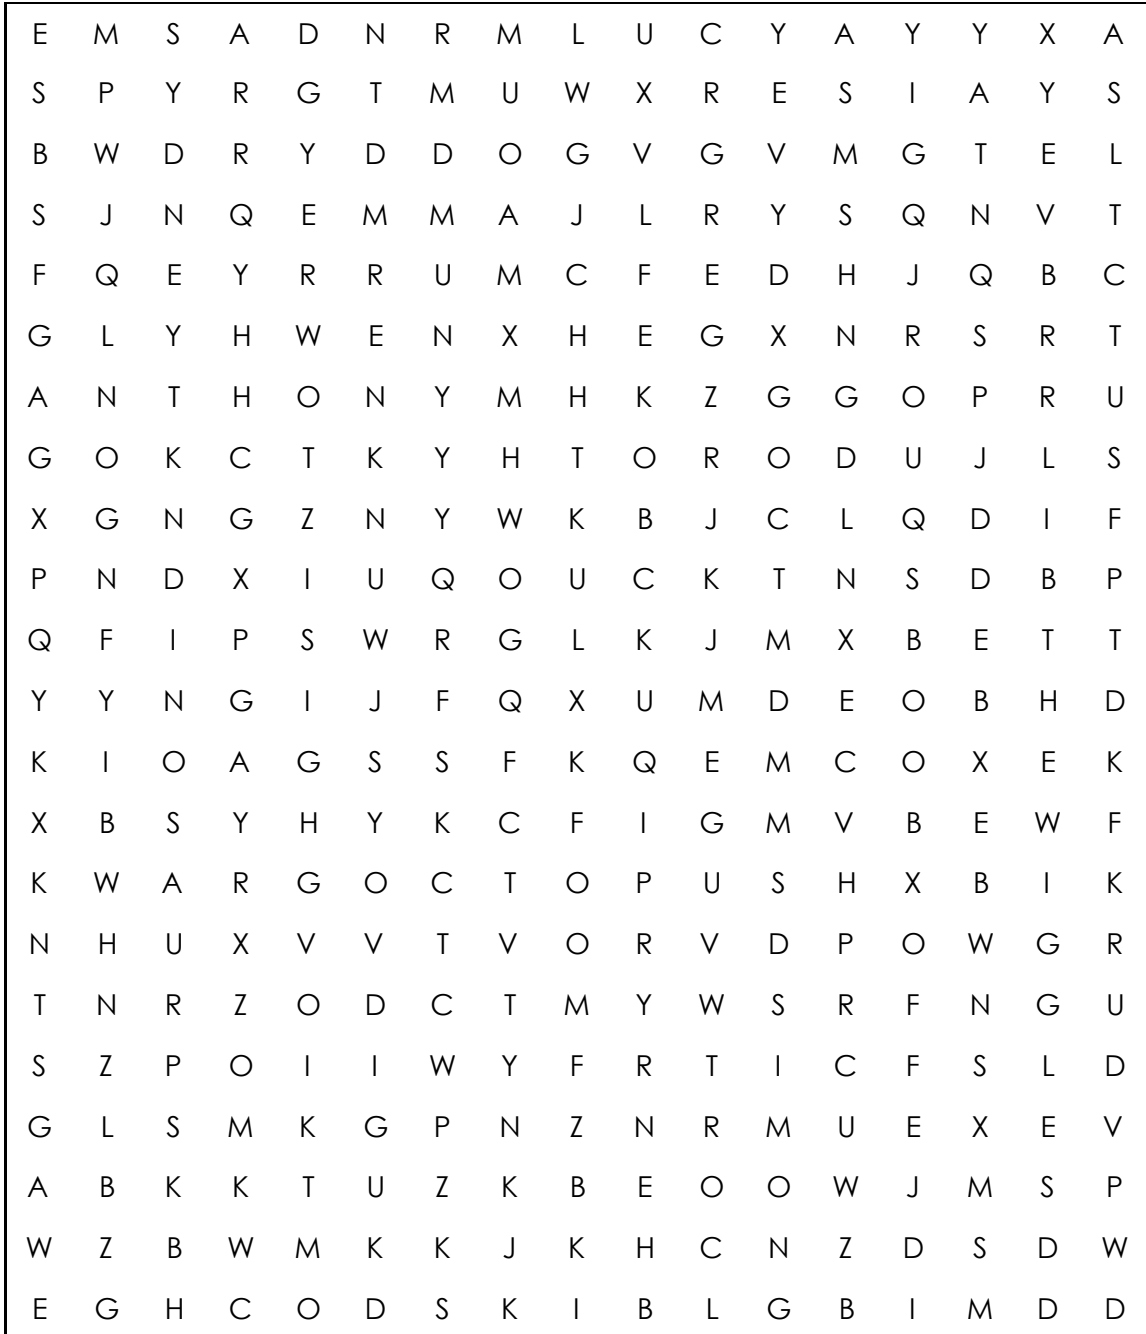 E M S A D N R M L U C Y A Y Y X A
S P Y R G T M U W X R E S I A Y S
B W D R Y D D O G V G V M G T E L
S J N Q E M M A J L R Y S Q N V T
F Q E Y R R U M C F E D H J Q B C
G L Y H W E N X H E G X N R S R T
A N T H O N Y M H K Z G G O P R U
G O K C T K Y H T O R O D U J L S
X G N G Z N Y W K B J C L Q D I F
P N D X I U Q O U C K T N S D B P
Q F I P S W R G L K J M X B E T T
Y Y N G I J F Q X U M D E O B H D
K I O A G S S F K Q E M C O X E K
X B S Y H Y K C F I G M V B E W F
K W A R G O C T O P U S H X B I K
N H U X V V T V O R V D P O W G R
T N R Z O D C T M Y W S R F N G U
S Z P O I I W Y F R T I C F S L D
G L S M K G P N Z N R M U E X E V
A B K K T U Z K B E O O W J M S P
W Z B W M K K J K H C N Z D S D W
E G H C O D S K I B L G B I M D D